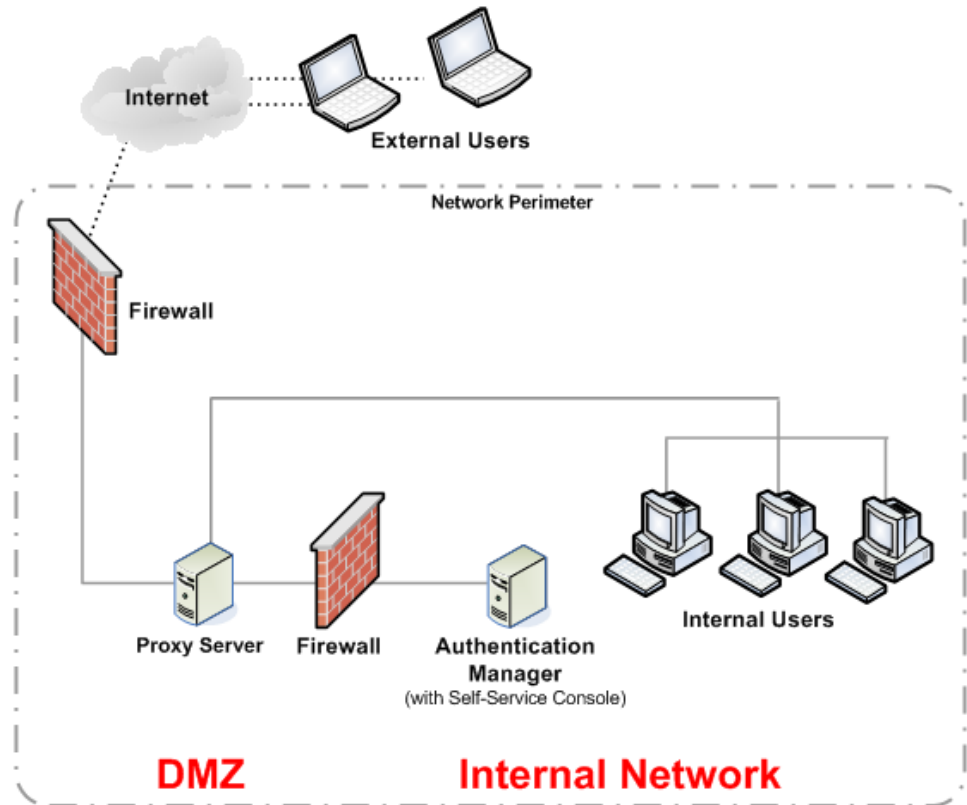 Internet
External Users
Network Perimeter
Firewall
Proxy Server
Firewall
Authentication
Manager
(with Self-Service Console)
Internal Users
DMZ
Internal Network